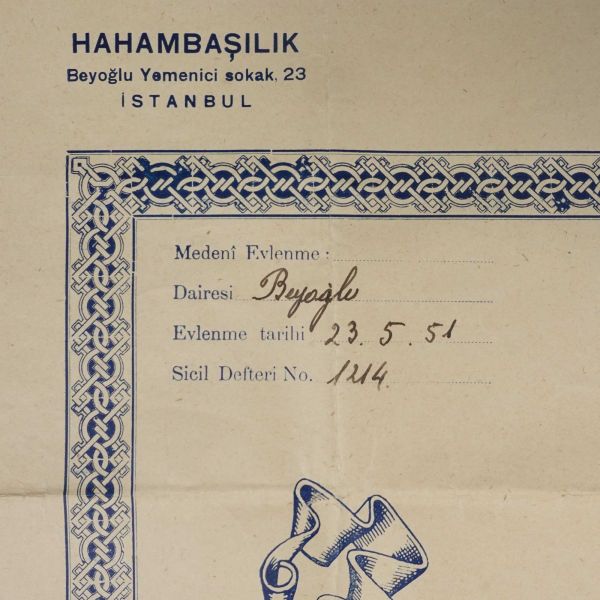 HAHAMBAŞILIK
Beyoğlu Yemenici sokak, 23
İSTANBUL
Medenî Evlenme :
Dairesi Beyoğlu
Evlenme tarihi 23. 5. 51
Sicil Defteri No. 1214